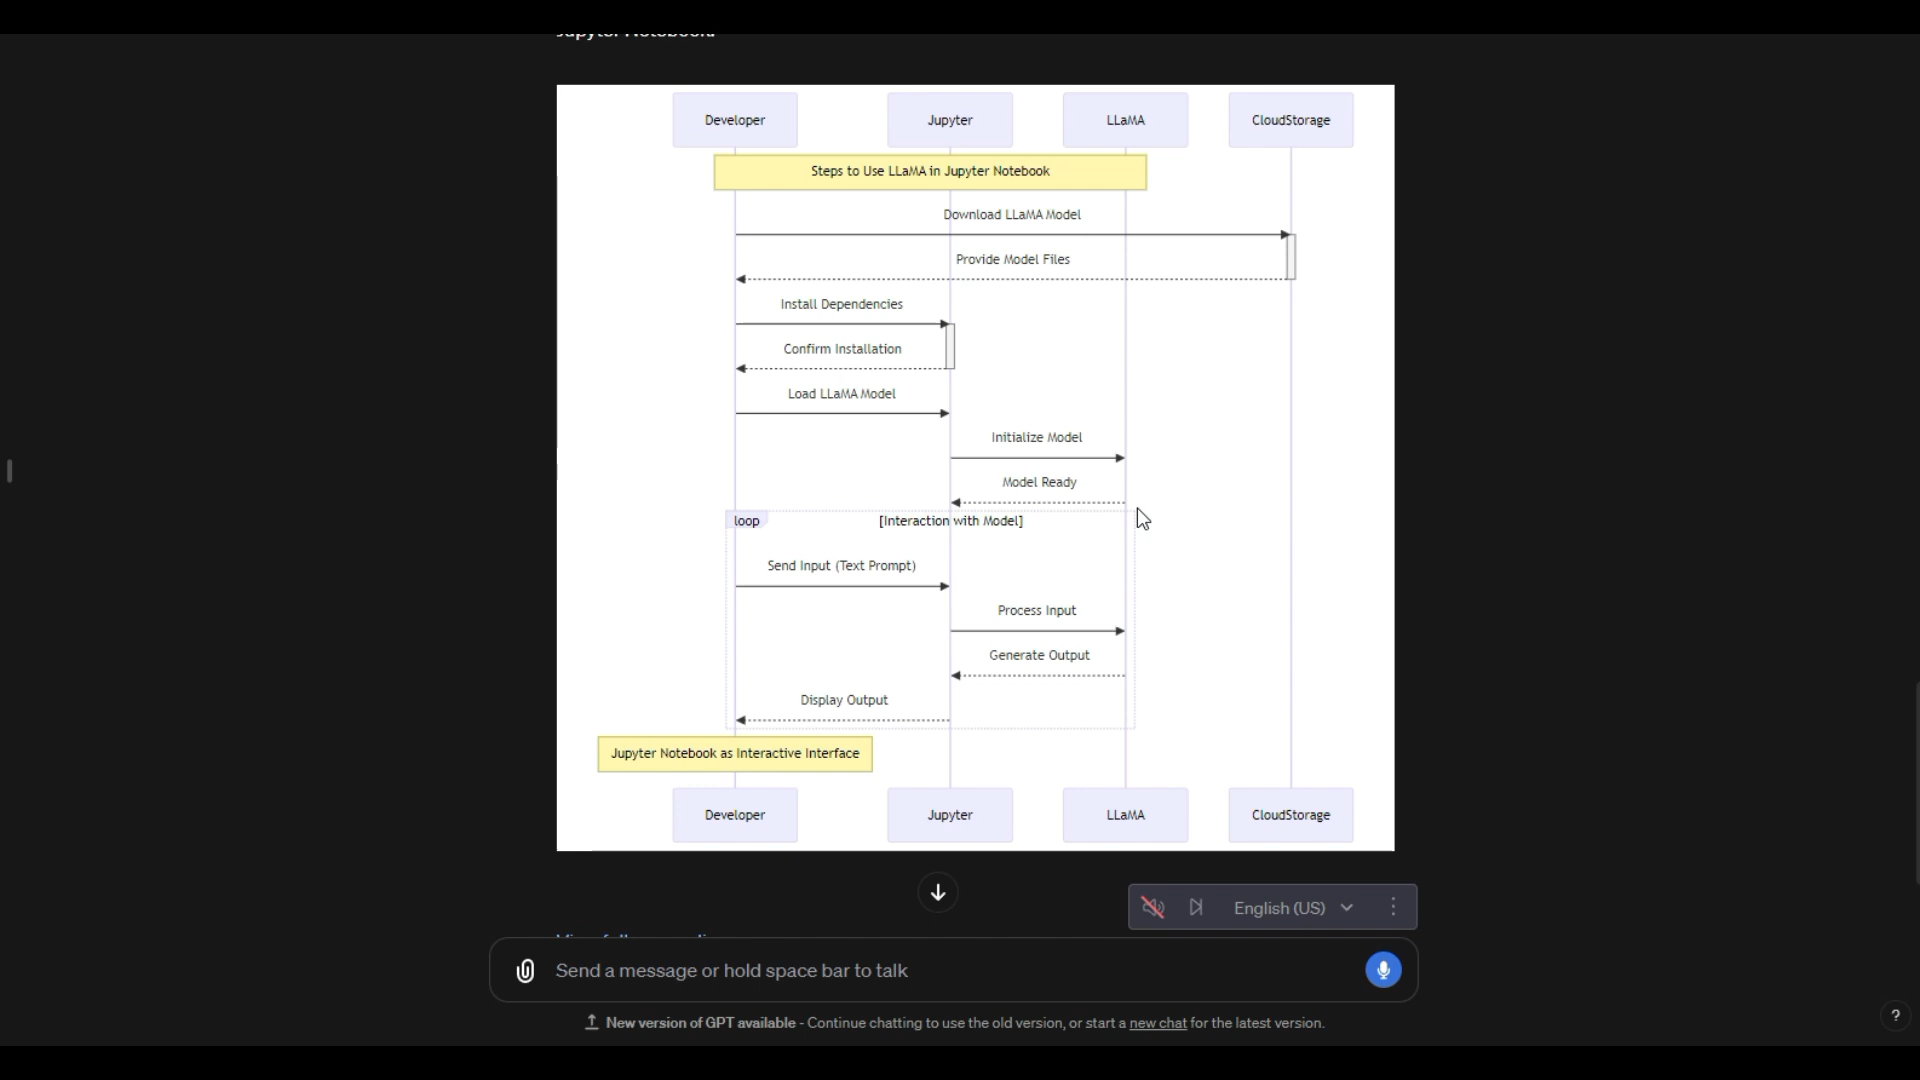 Jupyter Notebook.
Developer
Jupyter
LLaMA
CloudStorage
Steps to Use LLaMA in Jupyter Notebook
Download LLaMA Model
Provide Model Files
Install Dependencies
Confirm Installation
Load LLaMA Model
Initialize Model
Model Ready
loop
[Interaction with Model]
Send Input (Text Prompt)
Process Input
Generate Output
Display Output
Jupyter Notebook as Interactive Interface
Developer
Jupyter
LLaMA
CloudStorage
English (US)
Send a message or hold space bar to talk
New version of GPT available - Continue chatting to use the old version, or start a new chat for the latest version.
?